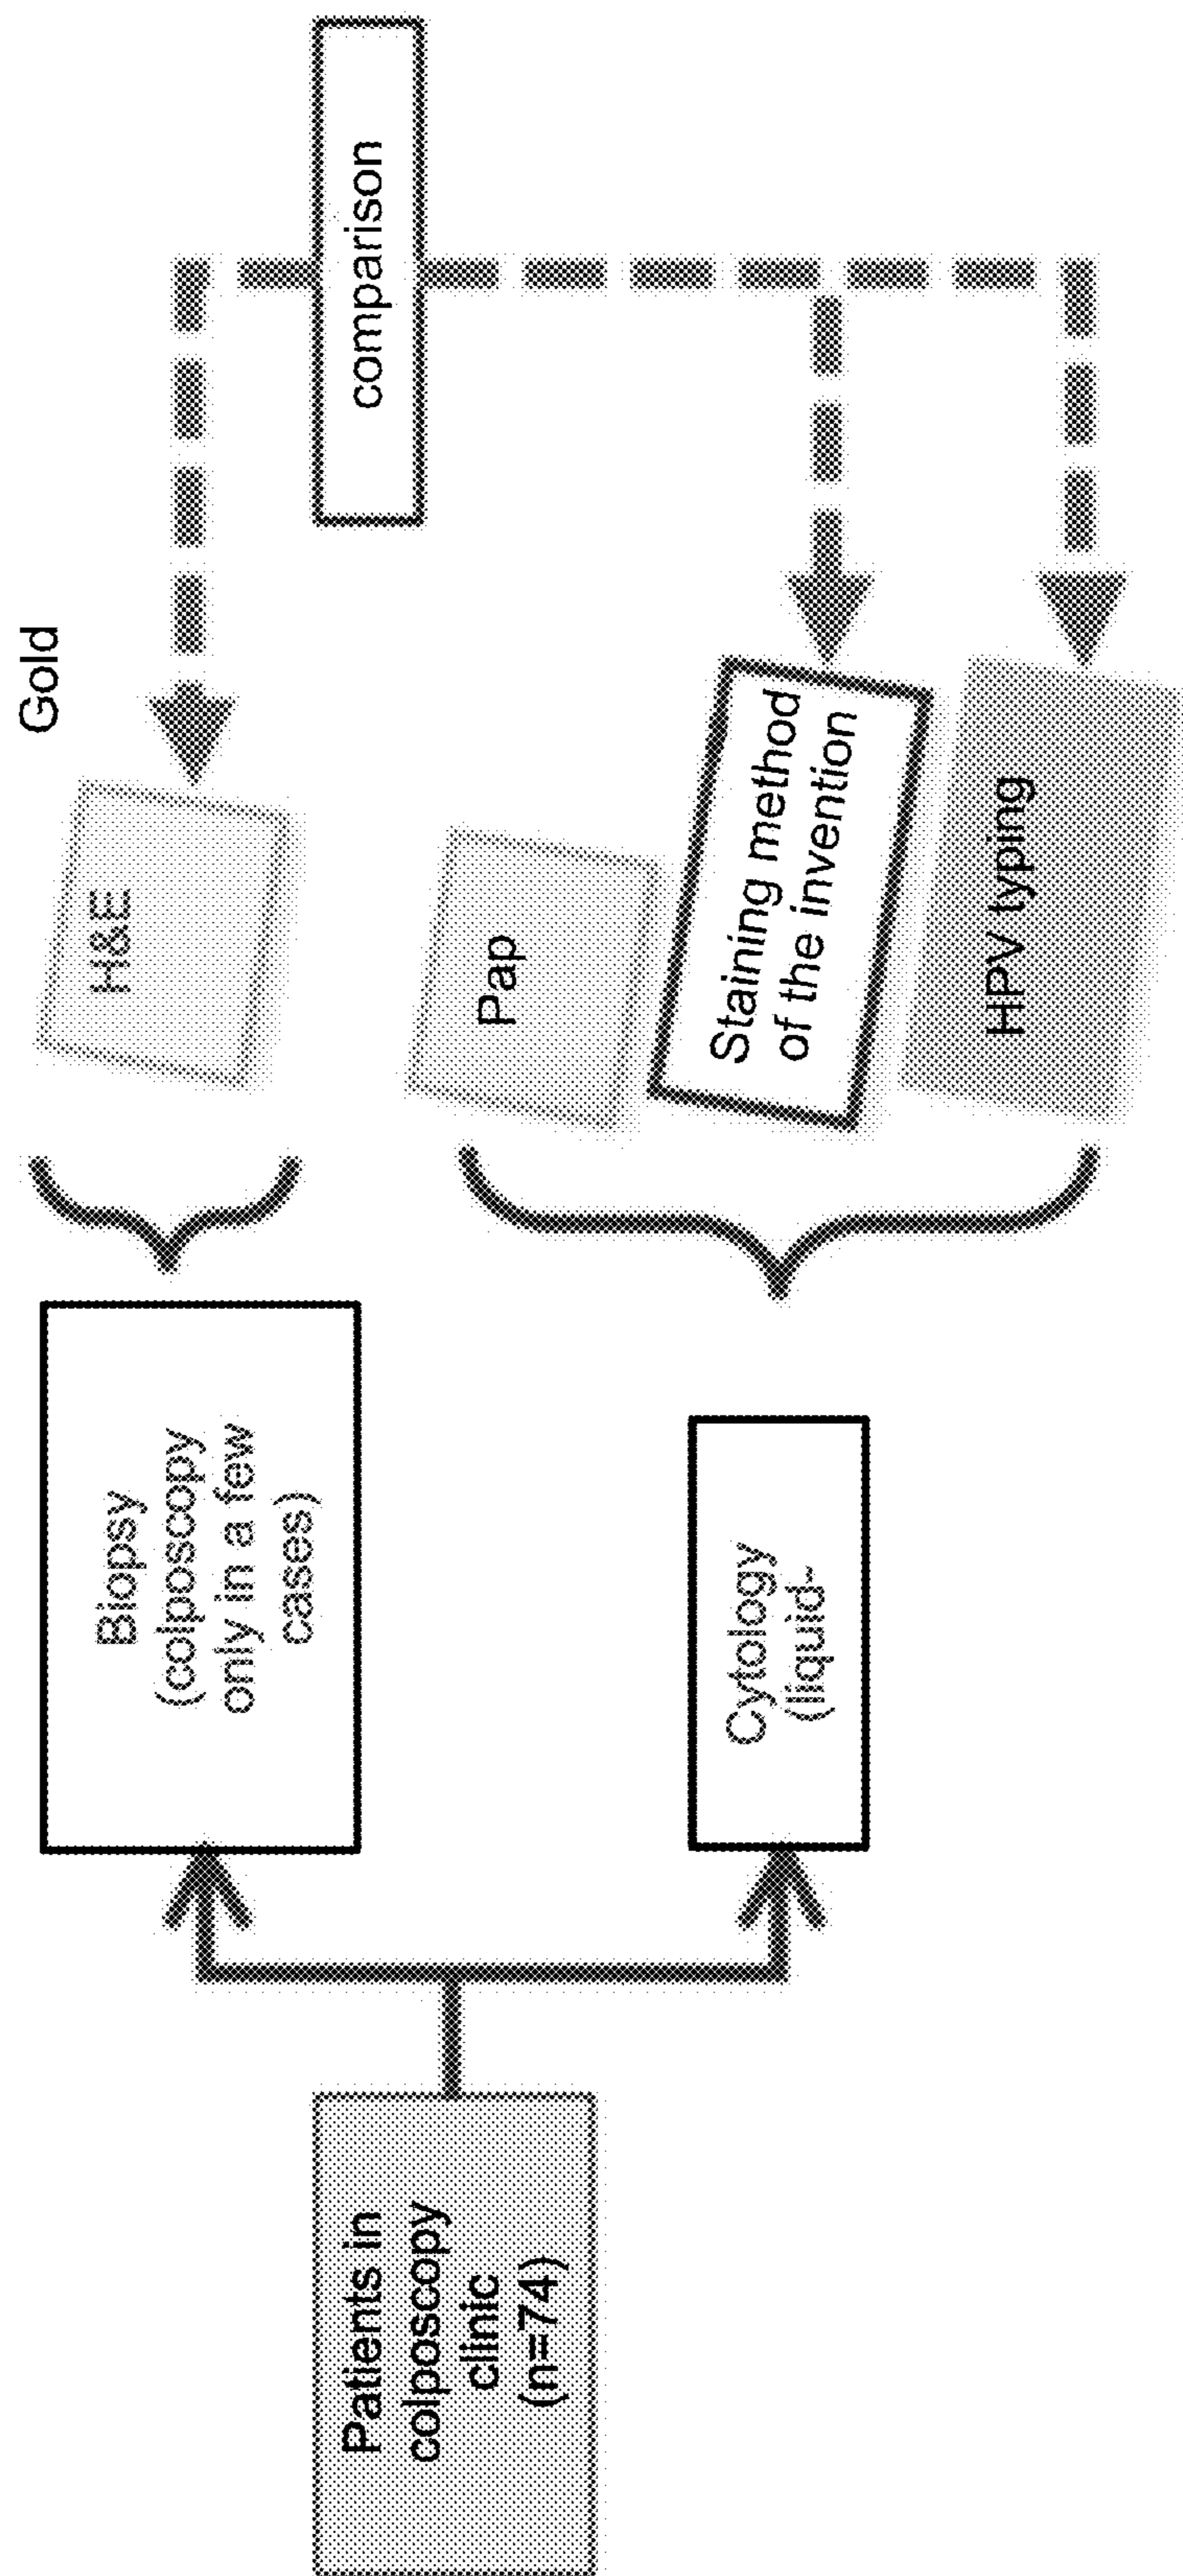 Patients in
colposcopy
clinic
(n=74)
Biopsy
(colposcopy
only in a few
cases)
Cytology
(liquid-
H&E
Gold
Pap
Staining method
of the invention
HPV typing
comparison